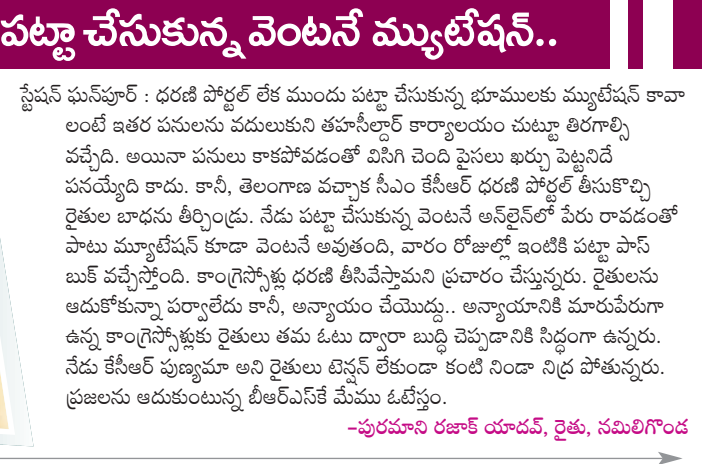 పట్టా చేసుకున్న వెంటనే మ్యుటేషన్..
స్టేషన్ ఘన్‌పూర్ : ధరణి పోర్టల్ లేక ముందు పట్టా చేసుకున్న భూములకు మ్యుటేషన్ కావా
లంటే ఇతర పనులను వదులుకుని తహసీల్దార్ కార్యాలయం చుట్టూ తిరగాల్సి
వచ్చేది. అయినా పనులు కాకపోవడంతో విసిగి చెంది పైసలు ఖర్చు పెట్టనిదే
పనయ్యేది కాదు. కానీ, తెలంగాణ వచ్చాక సీఎం కేసీఆర్ ధరణి పోర్టల్ తీసుకొచ్చి
రైతుల బాధను తీర్చిండ్రు. నేడు పట్టా చేసుకున్న వెంటనే అన్‌లైన్‌లో పేరు రావడంతో
పాటు మ్యూటేషన్ కూడా వెంటనే అవుతంది, వారం రోజుల్లో ఇంటికి పట్టా పాస్
బుక్ వచ్చేస్తోంది. కాంగ్రెస్సోళ్లు ధరణి తీసివేస్తామని ప్రచారం చేస్తున్నరు. రైతులను
ఆదుకోకున్నా పర్వాలేదు కానీ, అన్యాయం చేయొద్దు.. అన్యాయానికి మారుపేరుగా
ఉన్న కాంగ్రెస్సోళ్లుకు రైతులు తమ ఓటు ద్వారా బుద్ధి చెప్పడానికి సిద్ధంగా ఉన్నరు.
నేడు కేసీఆర్ పుణ్యమా అని రైతులు టెన్షన్ లేకుండా కంటి నిండా నిద్ర పోతున్నరు.
ప్రజలను ఆదుకుంటున్న బీఆర్ఎస్‌కే మేము ఓటేస్తం.
–పురమాని రజాక్ యాదవ్, రైతు, నమిలిగొండ